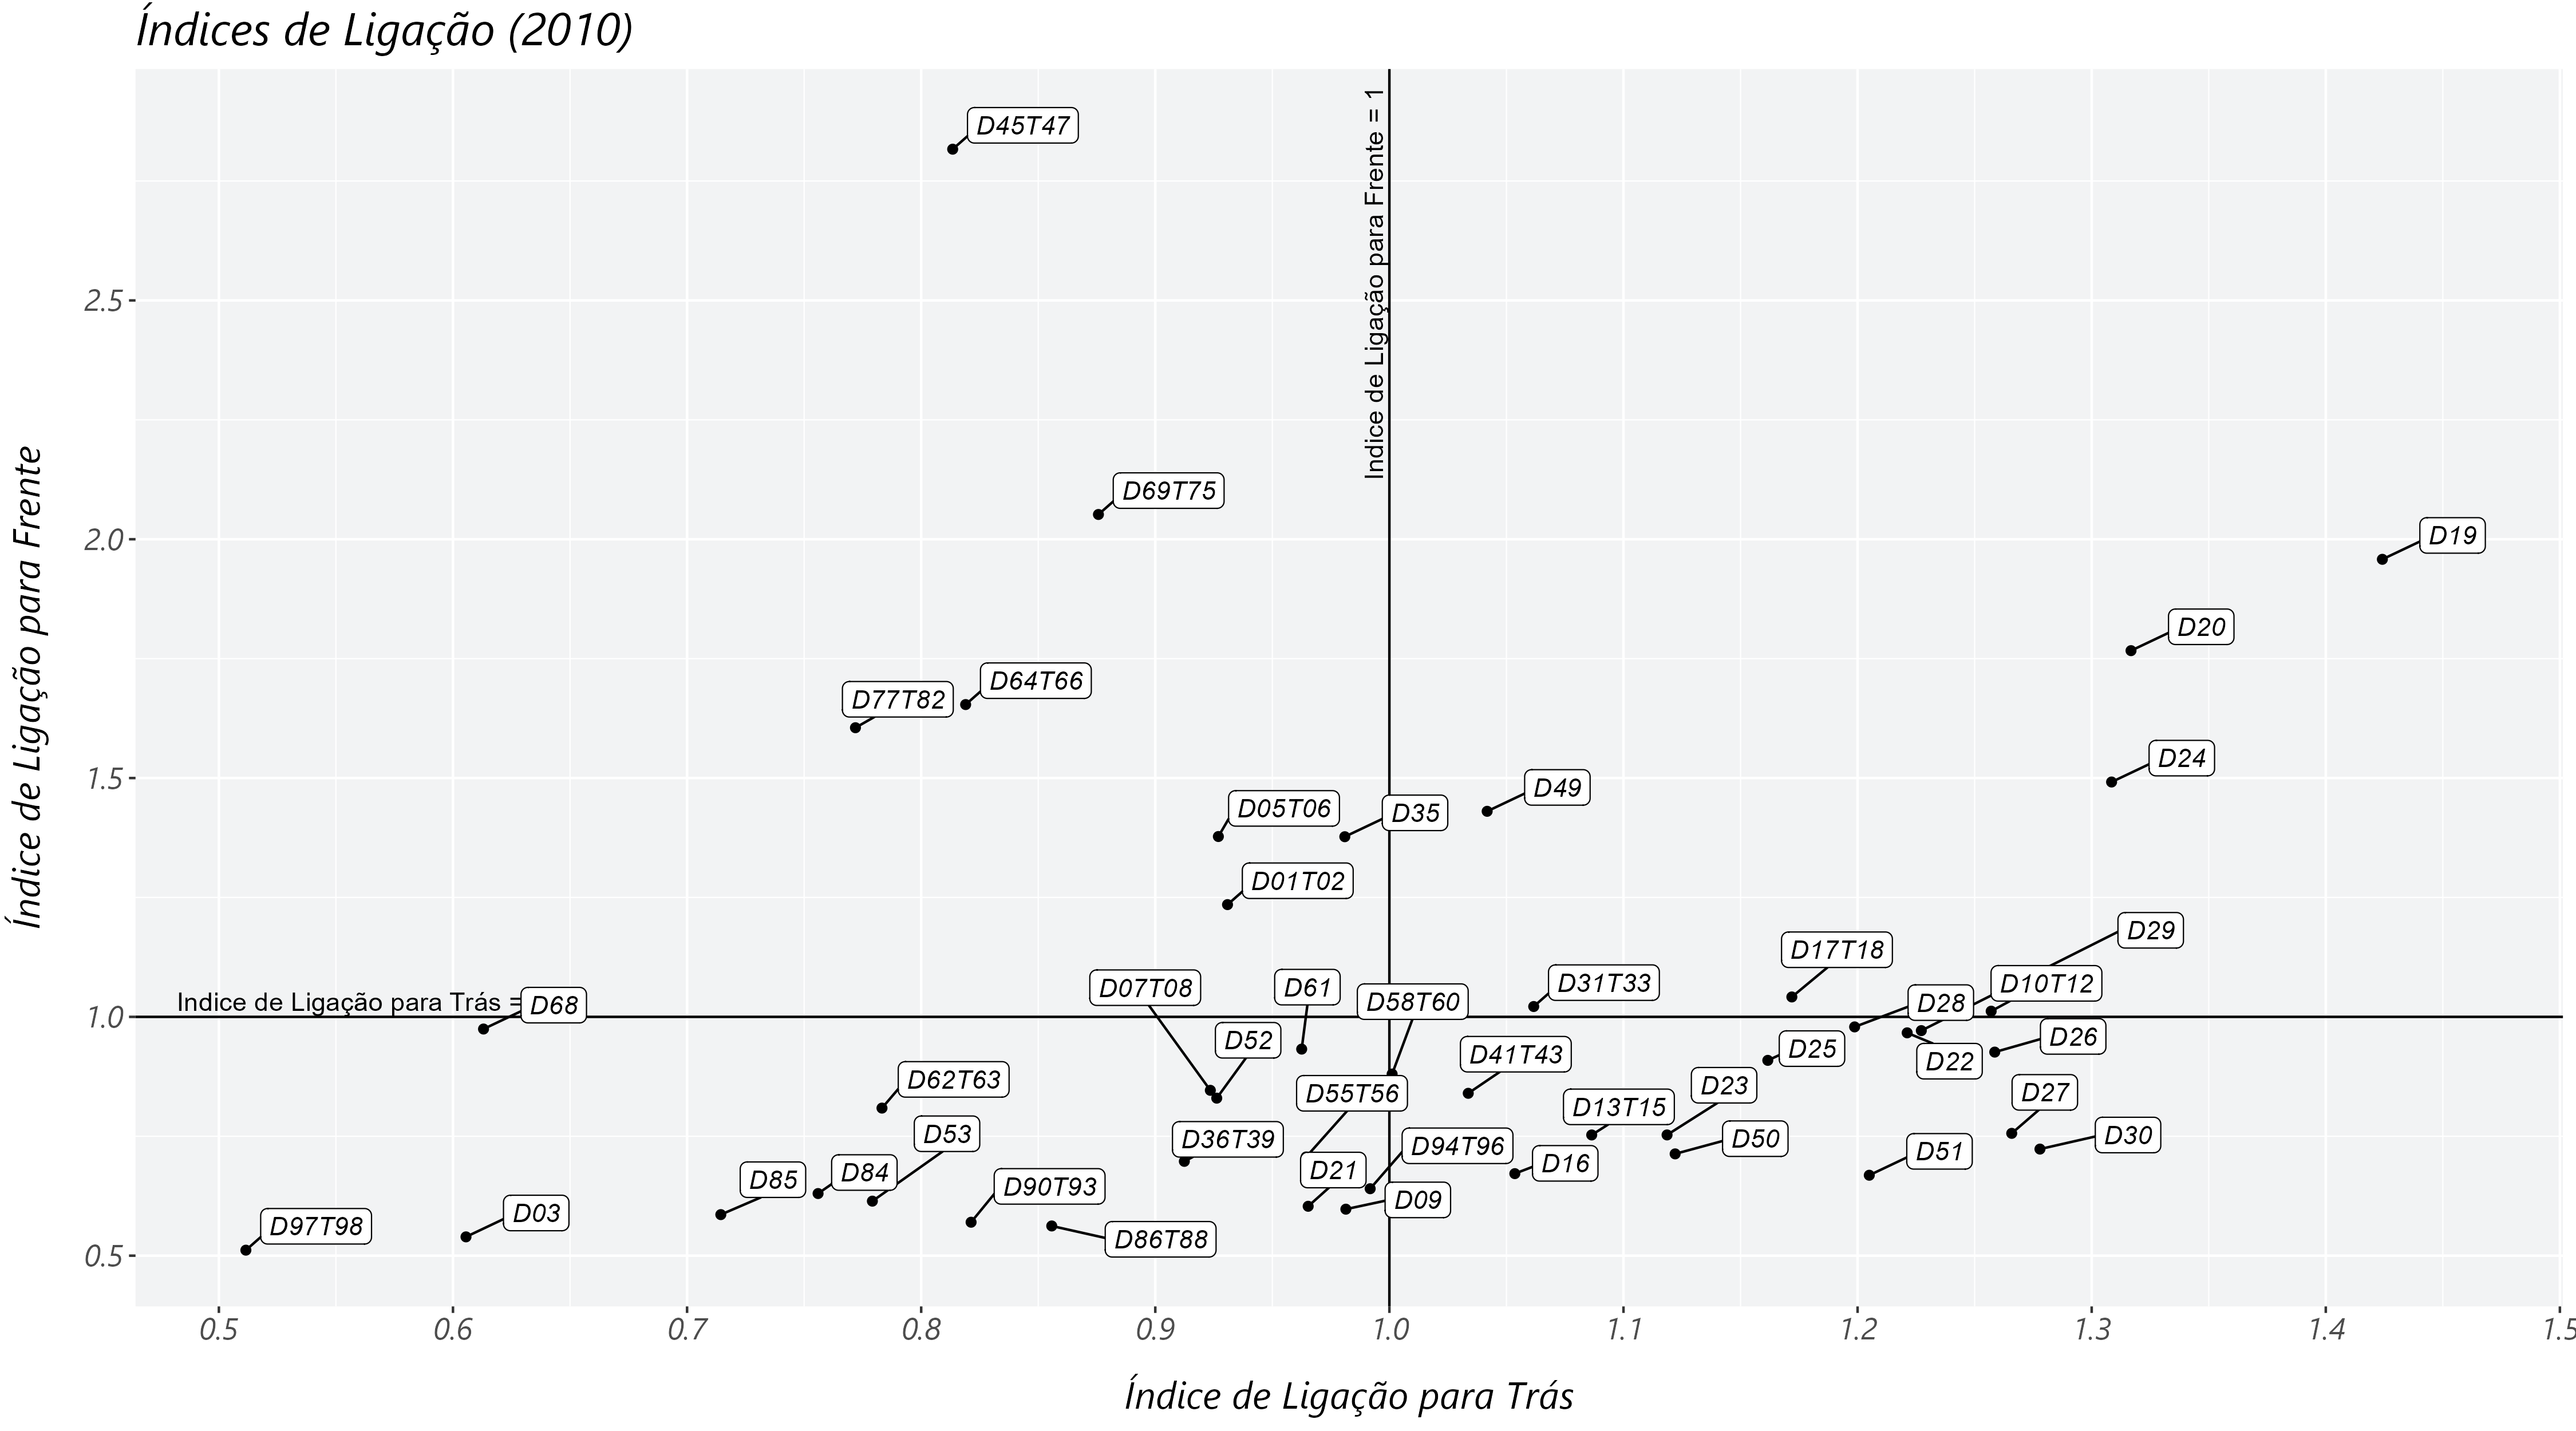 Índices de Ligação (2010)
Indice de Ligação para Frente = 1
D45T47
2.5
D69T75
2.0
D19
D20
D64T66
D77T82
1.5
D24
D49
D05T06
D35
D01T02
D29
D17T18
D07T08
D61
D31T33
D10T12
Indice de Ligação para Trás =
D68
D58T60
D28
1.0
D52
D26
D41T43
D25
D22
D62T63
D55T56
D23
D27
D13T15
D53
D36T39
D94T96
D50
D30
D85
D84
D21
D16
D51
D90T93
D09
D97T98
D03
D86T88
0.5
0.5 0.6 0.7 0.8 0.9 1.0 1.1 1.2 1.3 1.4 1.5
Índice de Ligação para Frente
Índice de Ligação para Trás